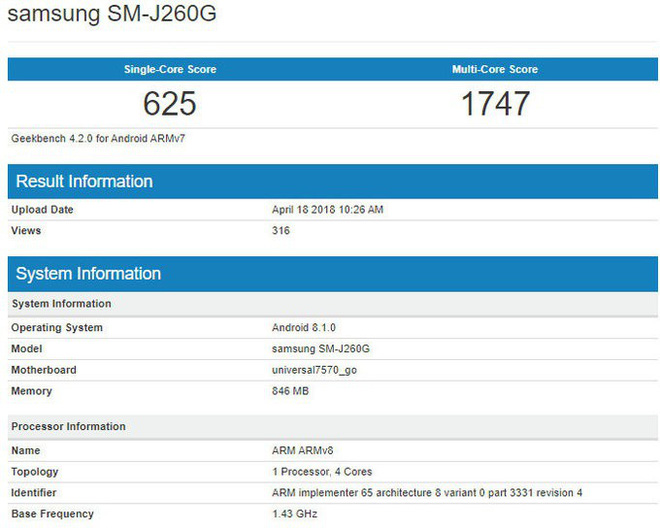 samsung SM-J260G
Single-Core Score Multi-Core Score
625 1747
Geekbench 4.2.0 for Android ARMv7
Result Information
Upload Date April 18 2018 10:26 AM
Views 316
System Information
System Information
Operating System Android 8.1.0
Model samsung SM-J260G
Motherboard universal7570_go
Memory 846 MB
Processor Information
Name ARM ARMv8
Topology 1 Processor, 4 Cores
Identifier ARM implementer 65 architecture 8 variant 0 part 3331 revision 4
Base Frequency 1.43 GHz